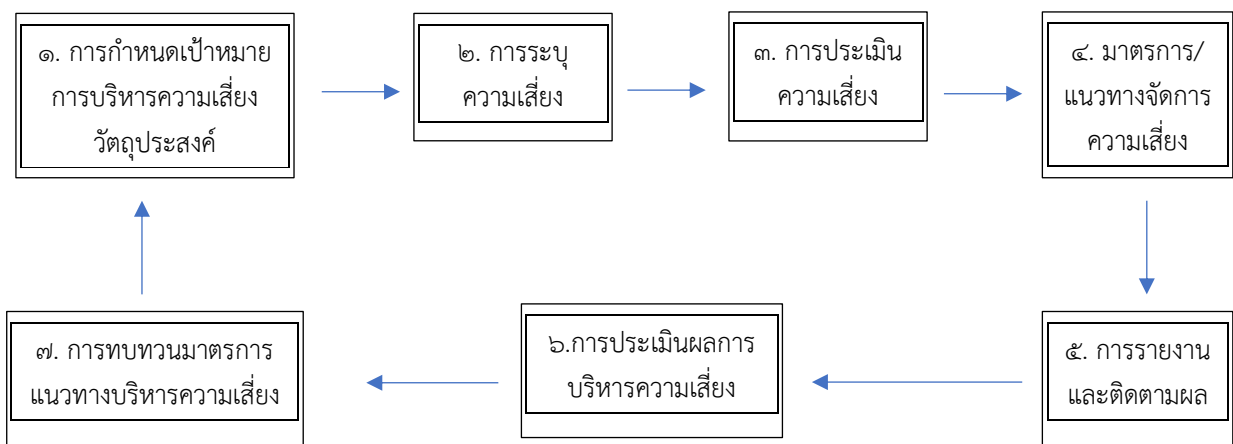 ๑. การกำหนดเป้าหมาย
การบริหารความเสี่ยง
วัตถุประสงค์
๒. การระบุ
ความเสี่ยง
๓. การประเมิน
ความเสี่ยง
๔. มาตรการ/
แนวทางจัดการ
ความเสี่ยง
๕. การรายงาน
และติดตามผล
๖.การประเมินผลการ
บริหารความเสี่ยง
๗. การทบทวนมาตรการ
แนวทางบริหารความเสี่ยง